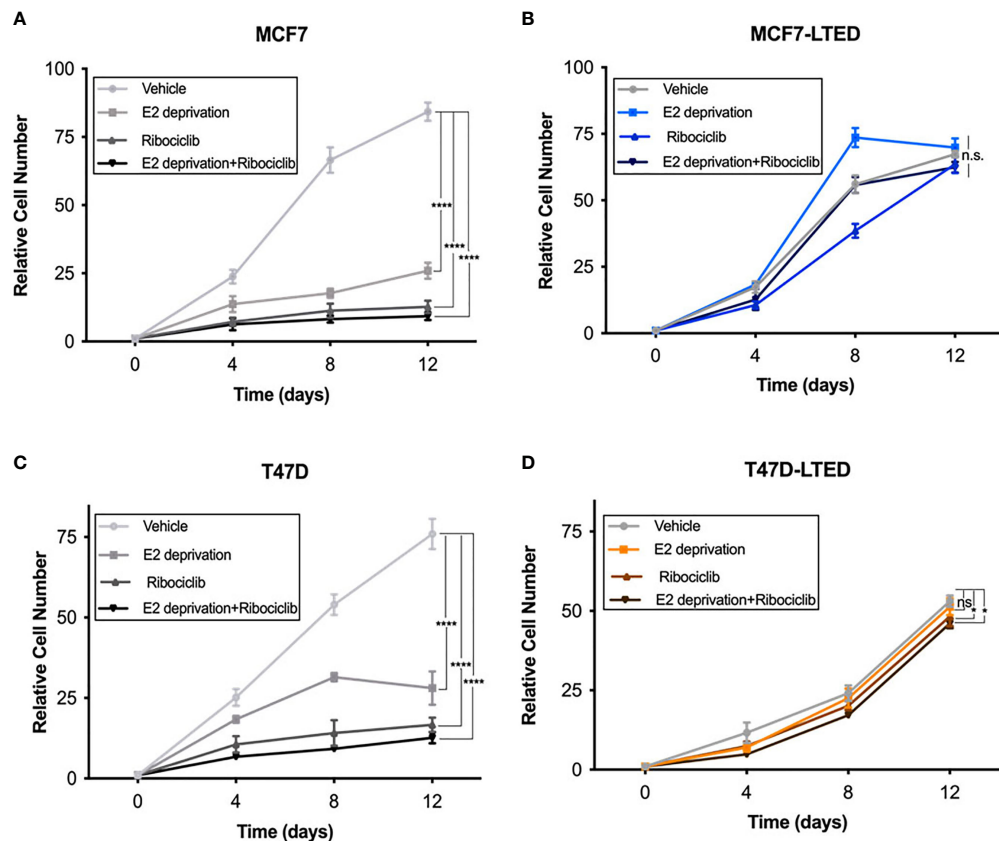 A
MCF7
Relative Cell Number
100
75
50
25
0
Vehicle
E2 deprivation
Ribociclib
E2 deprivation+Ribociclib
****
****
****
0 4 8 12
Time (days)
B
MCF7-LTED
Relative Cell Number
100
75
50
25
0
Vehicle
E2 deprivation
Ribociclib
E2 deprivation+Ribociclib
n.s.
0 4 8 12
Time (days)
C
T47D
Relative Cell Number
75
50
25
0
Vehicle
E2 deprivation
Ribociclib
E2 deprivation+Ribociclib
****
****
****
0 4 8 12
Time (days)
D
T47D-LTED
Relative Cell Number
75
50
25
0
Vehicle
E2 deprivation
Ribociclib
E2 deprivation+Ribociclib
ns
*
*
0 4 8 12
Time (days)